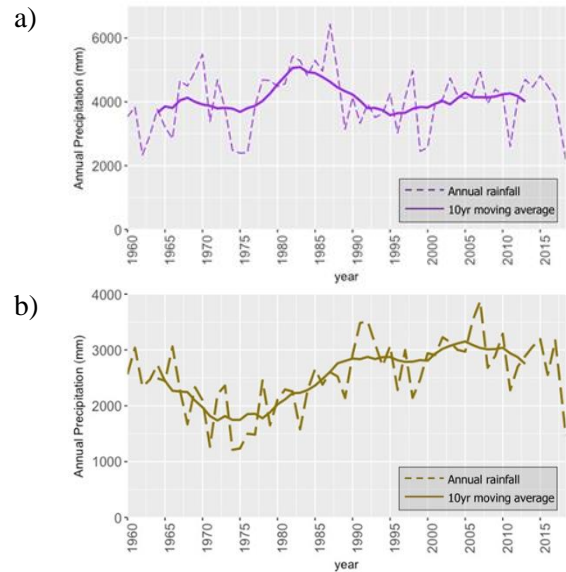 a)
Annual Precipitation (mm)
6000
4000
2000
0
Annual rainfall
10yr moving average
1960 1965 1970 1975 1980 1985 1990 1995 2000 2005 2010 2015
year
b)
Annual Precipitation (mm)
4000
3000
2000
1000
0
Annual rainfall
10yr moving average
1960 1965 1970 1975 1980 1985 1990 1995 2000 2005 2010 2015
year